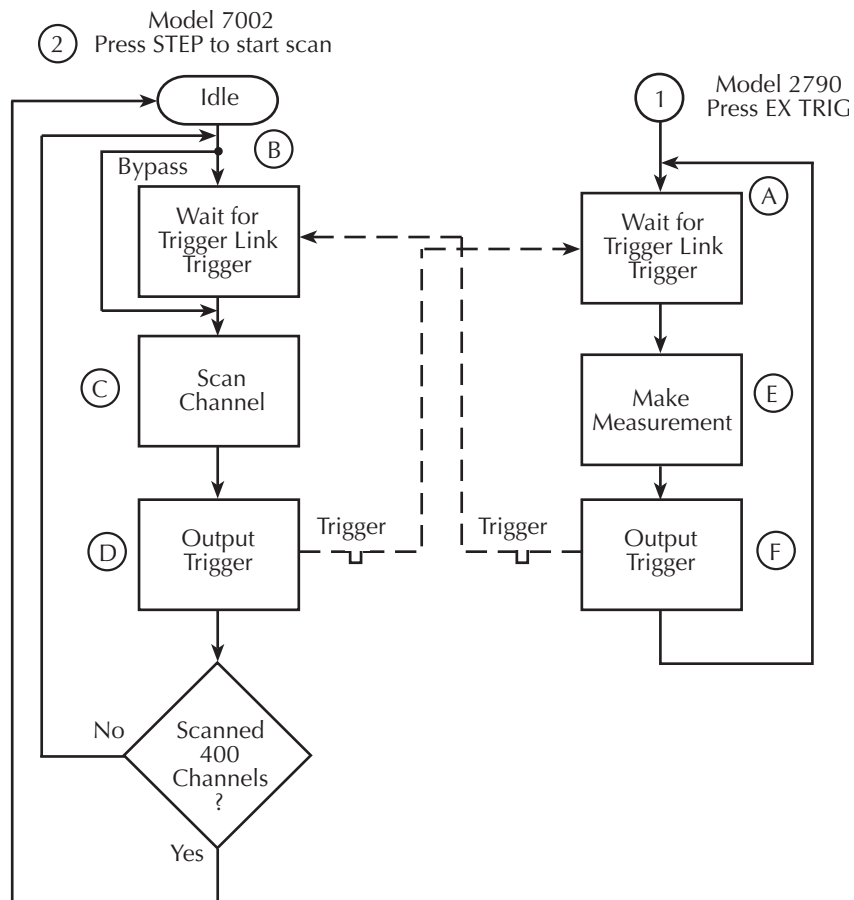 Model 7002
2 Press STEP to start scan
Idle
B
Bypass
Wait for
Trigger Link
Trigger
C
Scan
Channel
D
Output
Trigger
Trigger
No
Scanned
400
Channels
?
Yes
1
Model 2790
Press EX TRIG
A
Wait for
Trigger Link
Trigger
Make
Measurement
E
Trigger
Output
Trigger
F